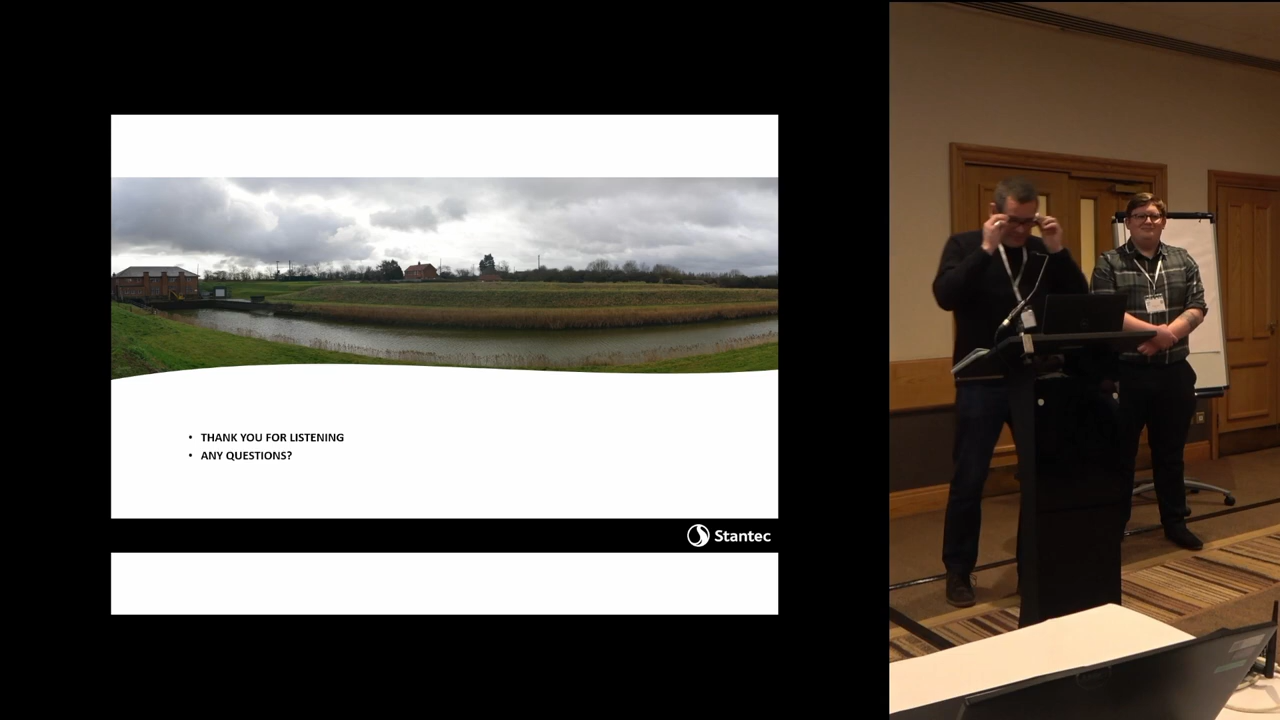 • THANK YOU FOR LISTENING
• ANY QUESTIONS?
Stantec